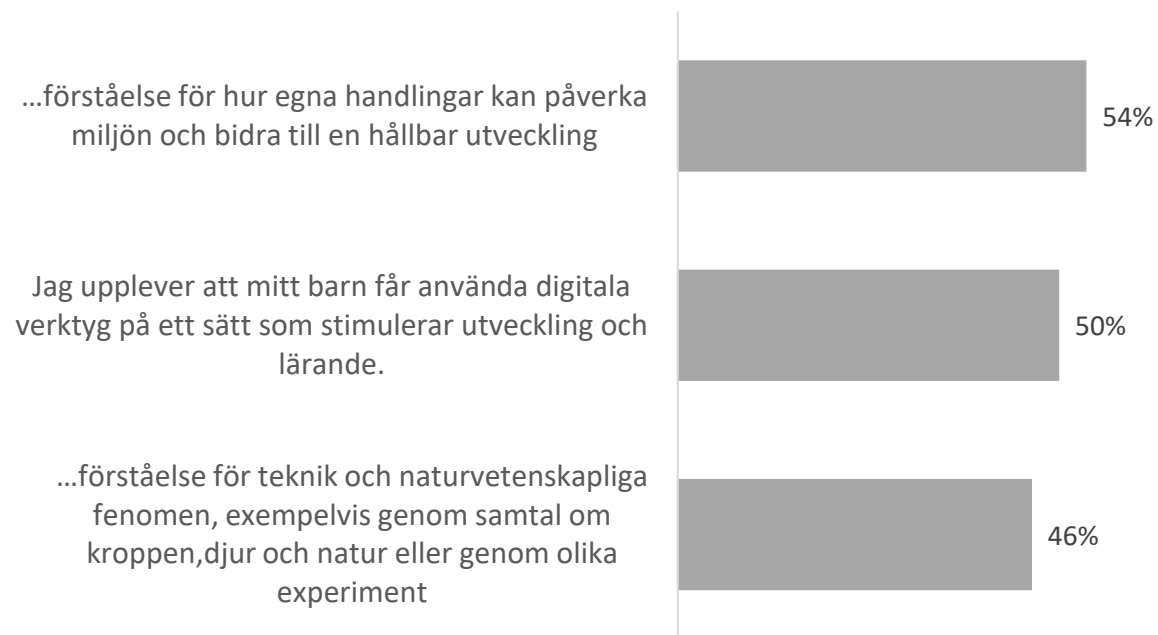 …förståelse för hur egna handlingar kan påverka
miljön och bidra till en hållbar utveckling
54%
Jag upplever att mitt barn får använda digitala
verktyg på ett sätt som stimulerar utveckling och
lärande.
50%
…förståelse för teknik och naturvetenskapliga
fenomen, exempelvis genom samtal om
kroppen,djur och natur eller genom olika
experiment
46%